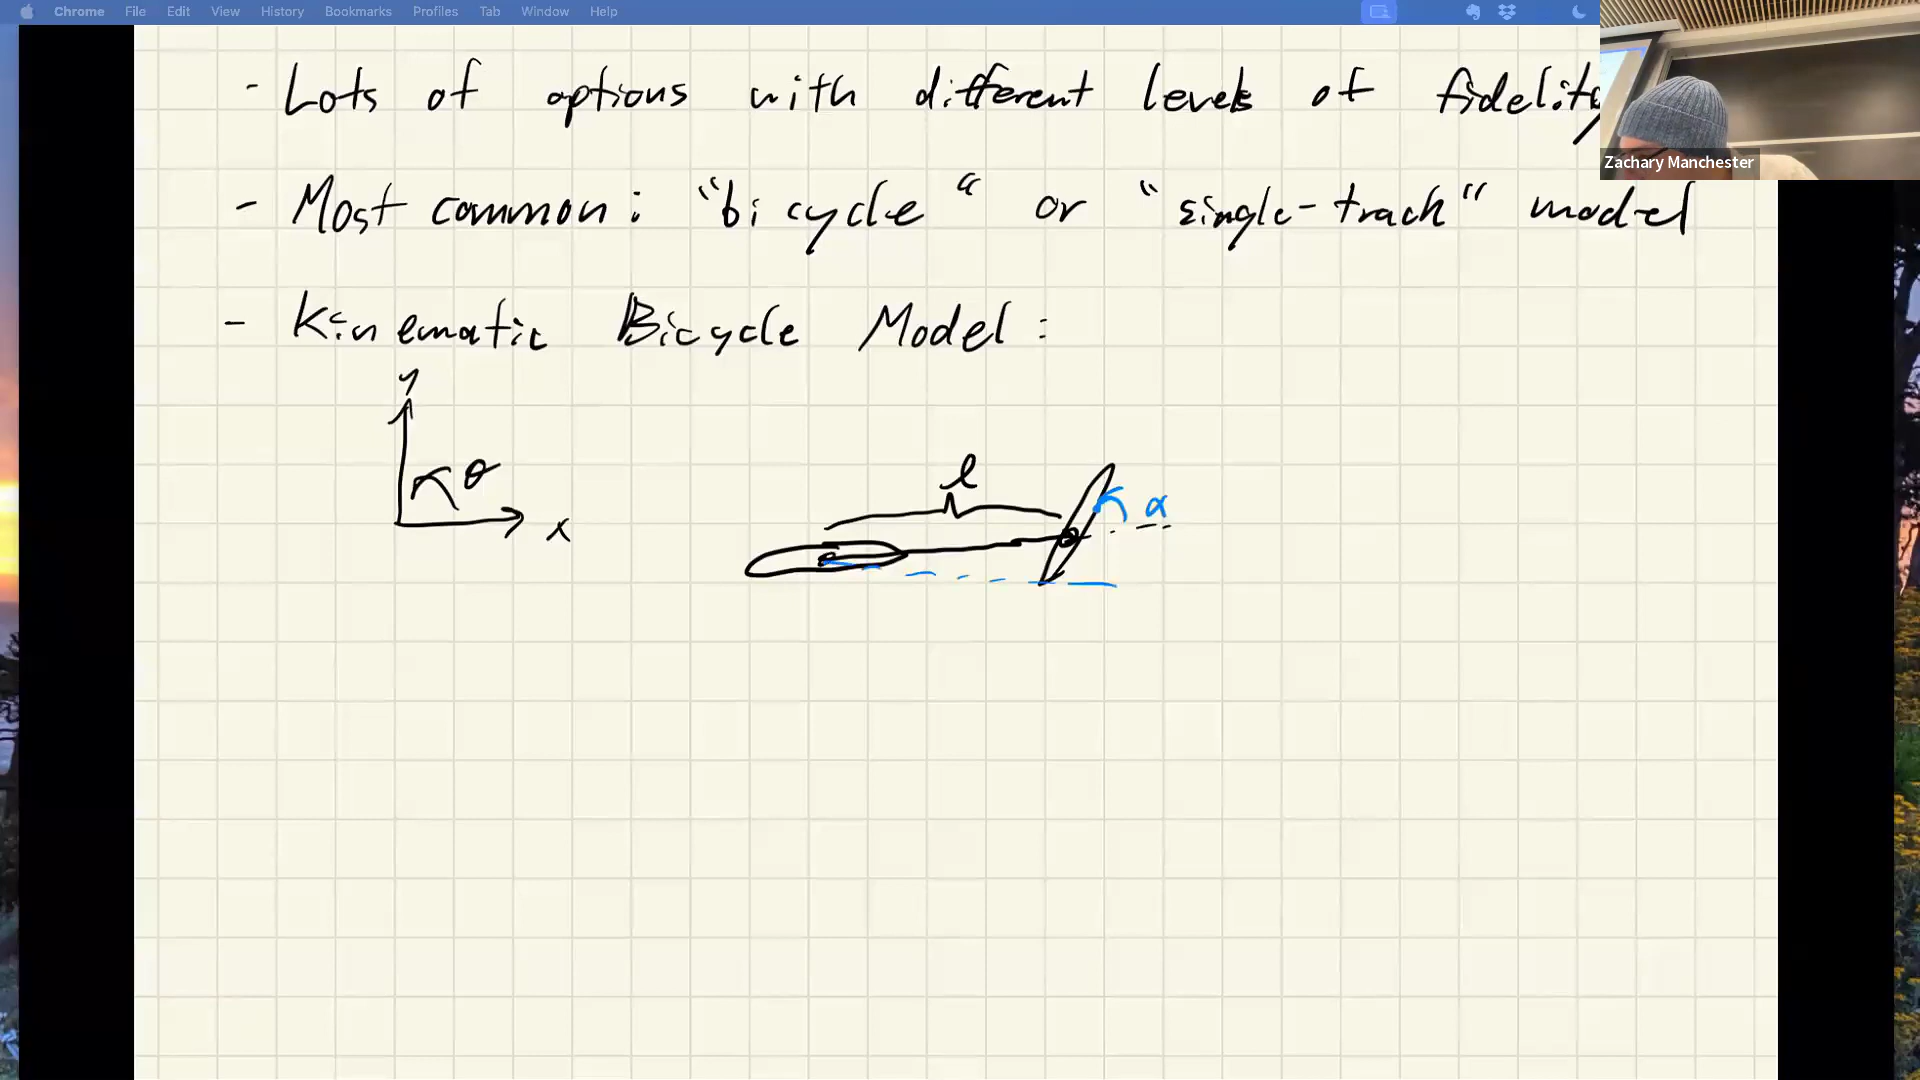 Chrome File Edit View History Bookmarks Profiles Tab Window Help
- Lots of options with different levels of fidelity
Zachary Manchester
- Most common: "bicycle" or "single-track" model
- Kinematic Bicycle Model:
y
θ
x
l
α